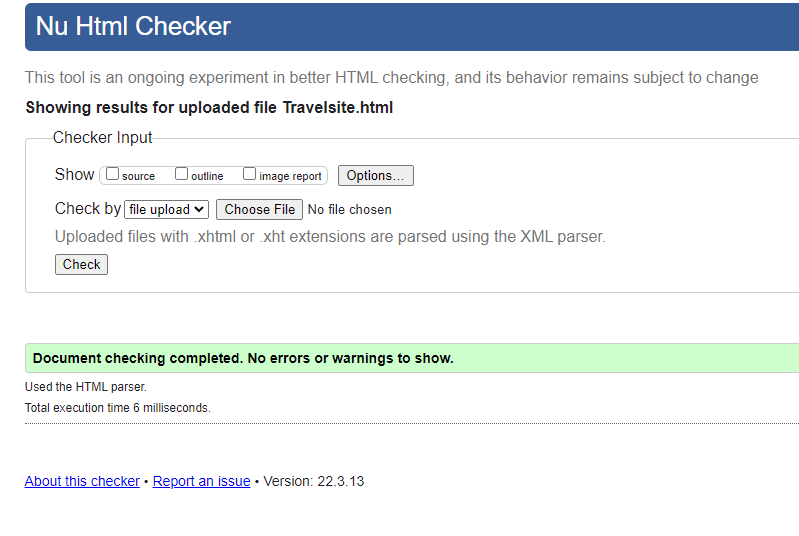 Nu Html Checker
This tool is an ongoing experiment in better HTML checking, and its behavior remains subject to change
Showing results for uploaded file Travelsite.html
Checker Input
Show source outline image report Options...
Check by file upload Choose File No file chosen
Uploaded files with .xhtml or .xht extensions are parsed using the XML parser.
Check
Document checking completed. No errors or warnings to show.
Used the HTML parser.
Total execution time 6 milliseconds.
About this checker • Report an issue • Version: 22.3.13